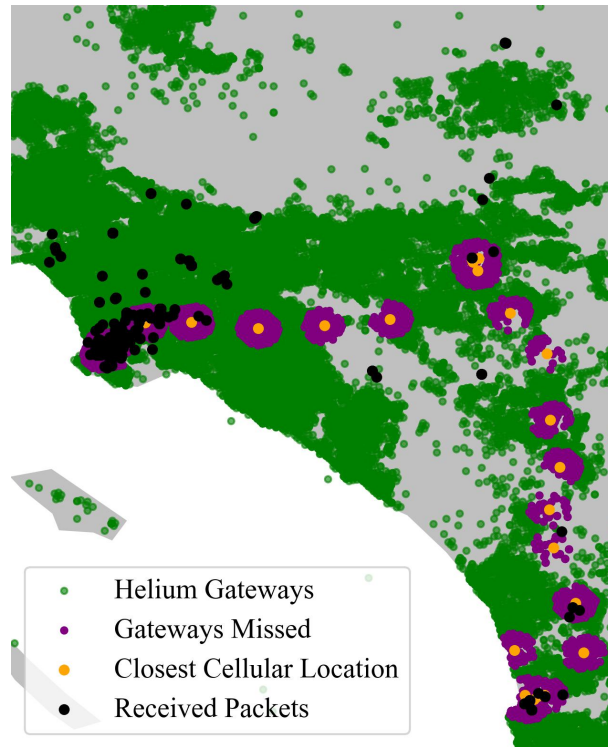 Helium Gateways
Gateways Missed
Closest Cellular Location
Received Packets